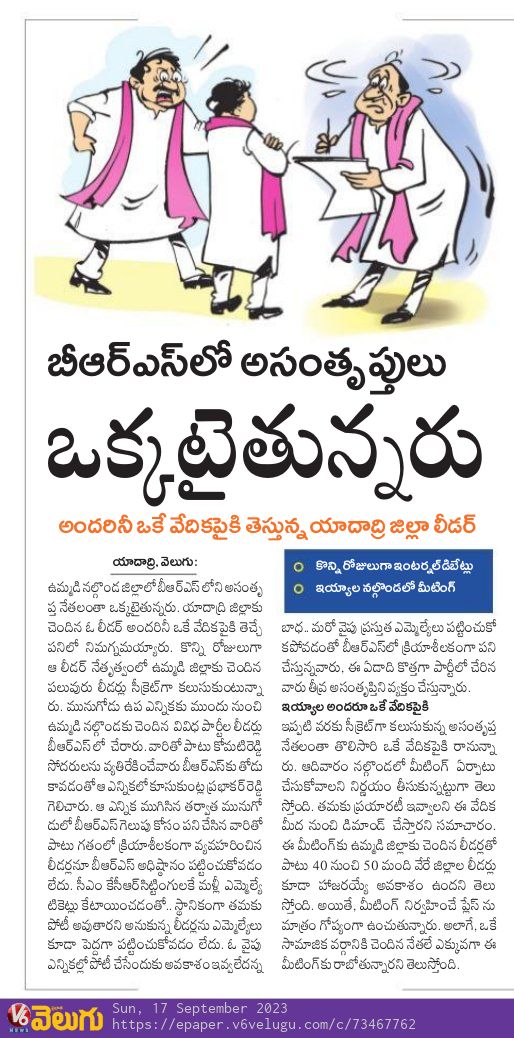 బీఆర్ఎస్‌లో అసంతృప్తులు
ఒక్కటైతున్నరు
అందరినీ ఒకే వేదికపైకి తెస్తున్న యాదాద్రి జిల్లా లీడర్
యాదాద్రి, వెలుగు:
ఉమ్మడి నల్గొండ జిల్లాలో బీఆర్ఎస్ లోని అసంతృ
ప్త నేతలంతా ఒక్కటైతున్నరు. యాదాద్రి జిల్లాకు
చెందిన ఓ లీడర్ అందరినీ ఒకే వేదికపైకి తెచ్చే
పనిలో నిమగ్నమయ్యారు. కొన్ని రోజులుగా
ఆ లీడర్ నేతృత్వంలో ఉమ్మడి జిల్లాకు చెందిన
పలువురు లీడర్లు సీక్రెట్‌గా కలుసుకుంటున్నా
రు. మునుగోడు ఉప ఎన్నికకు ముందు నుంచి
ఉమ్మడి నల్గొండకు చెందిన వివిధ పార్టీల లీడర్లు
బీఆర్ఎస్ లో చేరారు. వారితో పాటు కోమటిరెడ్డి
సోదరులను వ్యతిరేకించేవారు బీఆర్ఎస్‌కు తోడు
కావడంతో ఆ ఎన్నికలో కూసుకుంట్ల ప్రభాకర్ రెడ్డి
గెలిచారు. ఆ ఎన్నిక ముగిసిన తర్వాత మునుగో
డులో బీఆర్ఎస్ గెలుపు కోసం పని చేసిన వారితో
పాటు గతంలో క్రియాశీలకంగా వ్యవహరించిన
లీడర్లనూ బీఆర్ఎస్ అధిష్ఠానం పట్టించుకోవడం
లేదు. సీఎం కేసీఆర్ సిట్టింగులకే మళ్లీ ఎమ్మెల్యే
టికెట్లు కేటాయించడంతో.. స్థానికంగా తమకు
పోటీ అవుతారని అనుకున్న లీడర్లను ఎమ్మెల్యేలు
కూడా పెద్దగా పట్టించుకోవడం లేదు. ఓ వైపు
ఎన్నికల్లో పోటీ చేసేందుకు అవకాశం ఇవ్వలేదన్న
కొన్ని రోజులుగా ఇంటర్నల్ డిబేట్లు
ఇయ్యాల నల్గొండలో మీటింగ్
బాధ.. మరో వైపు ప్రస్తుత ఎమ్మెల్యేలు పట్టించుకో
కపోవడంతో బీఆర్ఎస్‌లో క్రియాశీలకంగా పని
చేస్తున్నవారు, ఈ ఏడాది కొత్తగా పార్టీలో చేరిన
వారు తీవ్ర అసంతృప్తిని వ్యక్తం చేస్తున్నారు.
ఇయ్యాల అందరూ ఒకే వేదికపైకి
ఇప్పటి వరకు సీక్రెట్‌గా కలుసుకున్న అసంతృప్త
నేతలంతా తొలిసారి ఒకే వేదికపైకి రానున్నా
రు. ఆదివారం నల్గొండలో మీటింగ్ ఏర్పాటు
చేసుకోవాలని నిర్ణయం తీసుకున్నట్టుగా తెలు
స్తోంది. తమకు ప్రయారటీ ఇవ్వాలని ఈ వేదిక
మీద నుంచి డిమాండ్ చేస్తారని సమాచారం.
ఈ మీటింగ్‌కు ఉమ్మడి జిల్లాకు చెందిన లీడర్లతో
పాటు 40 నుంచి 50 మంది వేరే జిల్లాల లీడర్లు
కూడా హాజరయ్యే అవకాశం ఉందని తెలు
స్తోంది. అయితే, మీటింగ్ నిర్వహించే ప్లేస్ ను
మాత్రం గోప్యంగా ఉంచుతున్నారు. అలాగే, ఒకే
సామాజిక వర్గానికి చెందిన నేతలే ఎక్కువగా ఈ
మీటింగ్‌కు రాబోతున్నారని తెలుస్తోంది.
V6 NEWS వెలుగు
Sun, 17 September 2023
https://epaper.v6velugu.com/c/73467762